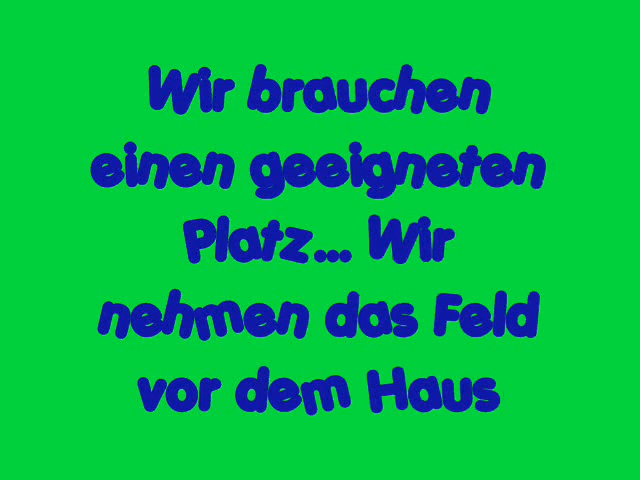 Wir brauchen
einen geeigneten
Platz... Wir
nehmen das Feld
vor dem Haus